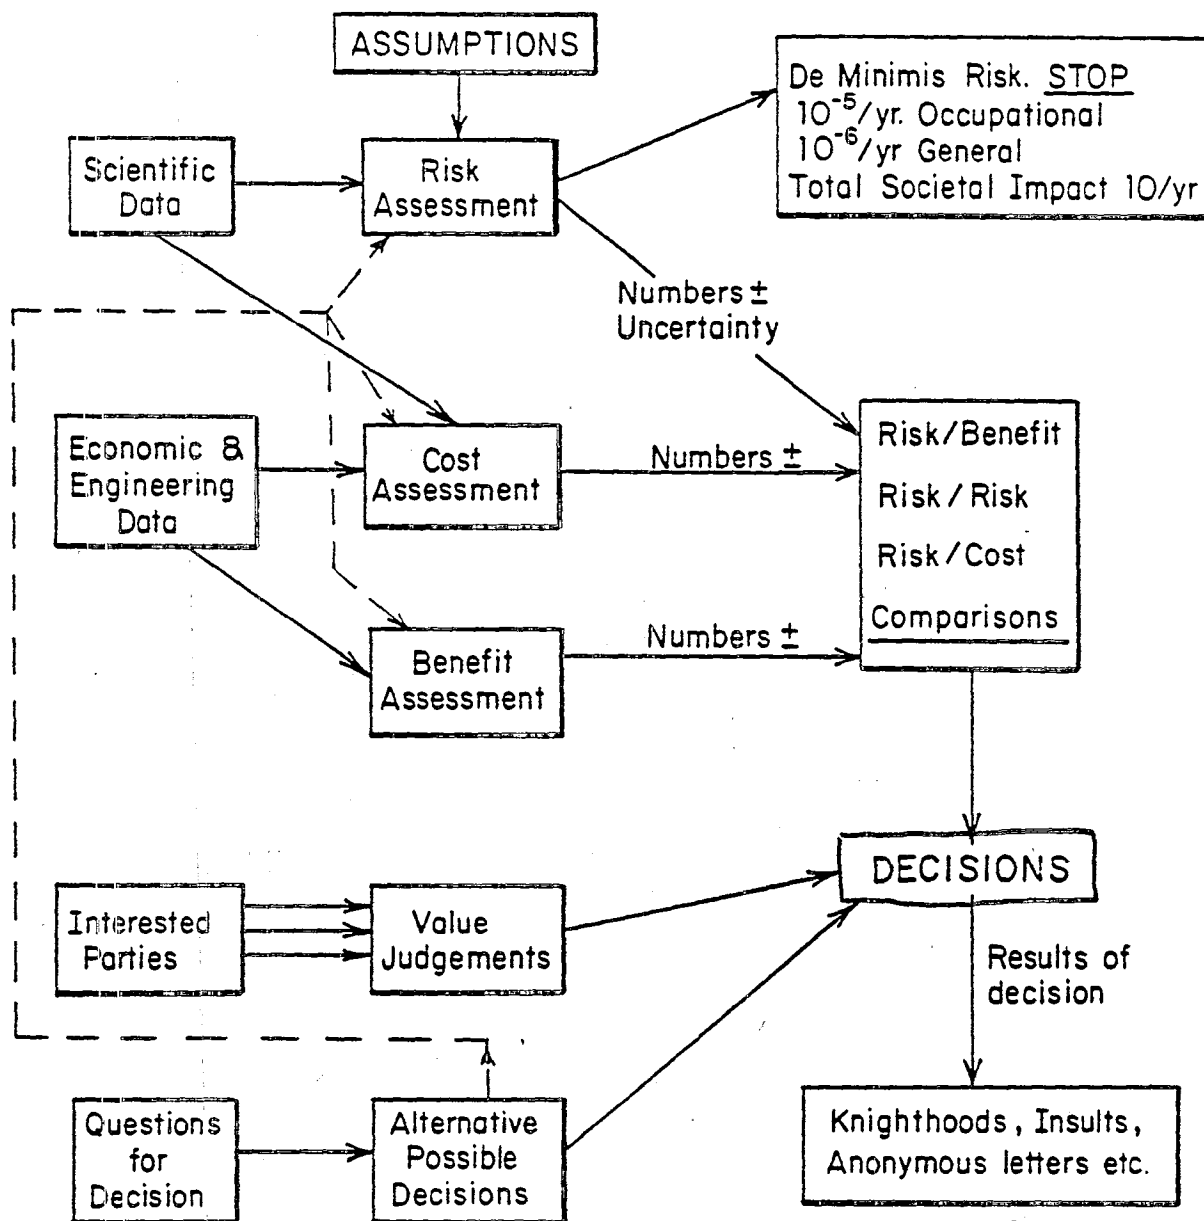 ASSUMPTIONS
De Minimis Risk. STOP
10⁻⁵/yr. Occupational
10⁻⁶/yr General
Total Societal Impact 10/yr
Scientific
Data
Risk
Assessment
Numbers ±
Uncertainty
Economic &
Engineering
Data
Cost
Assessment
Numbers ±
Risk/Benefit
Risk/Risk
Risk/Cost
Comparisons
Benefit
Assessment
Numbers ±
DECISIONS
Interested
Parties
Value
Judgements
Results of
decision
Questions
for
Decision
Alternative
Possible
Decisions
Knighthoods, Insults,
Anonymous letters etc.